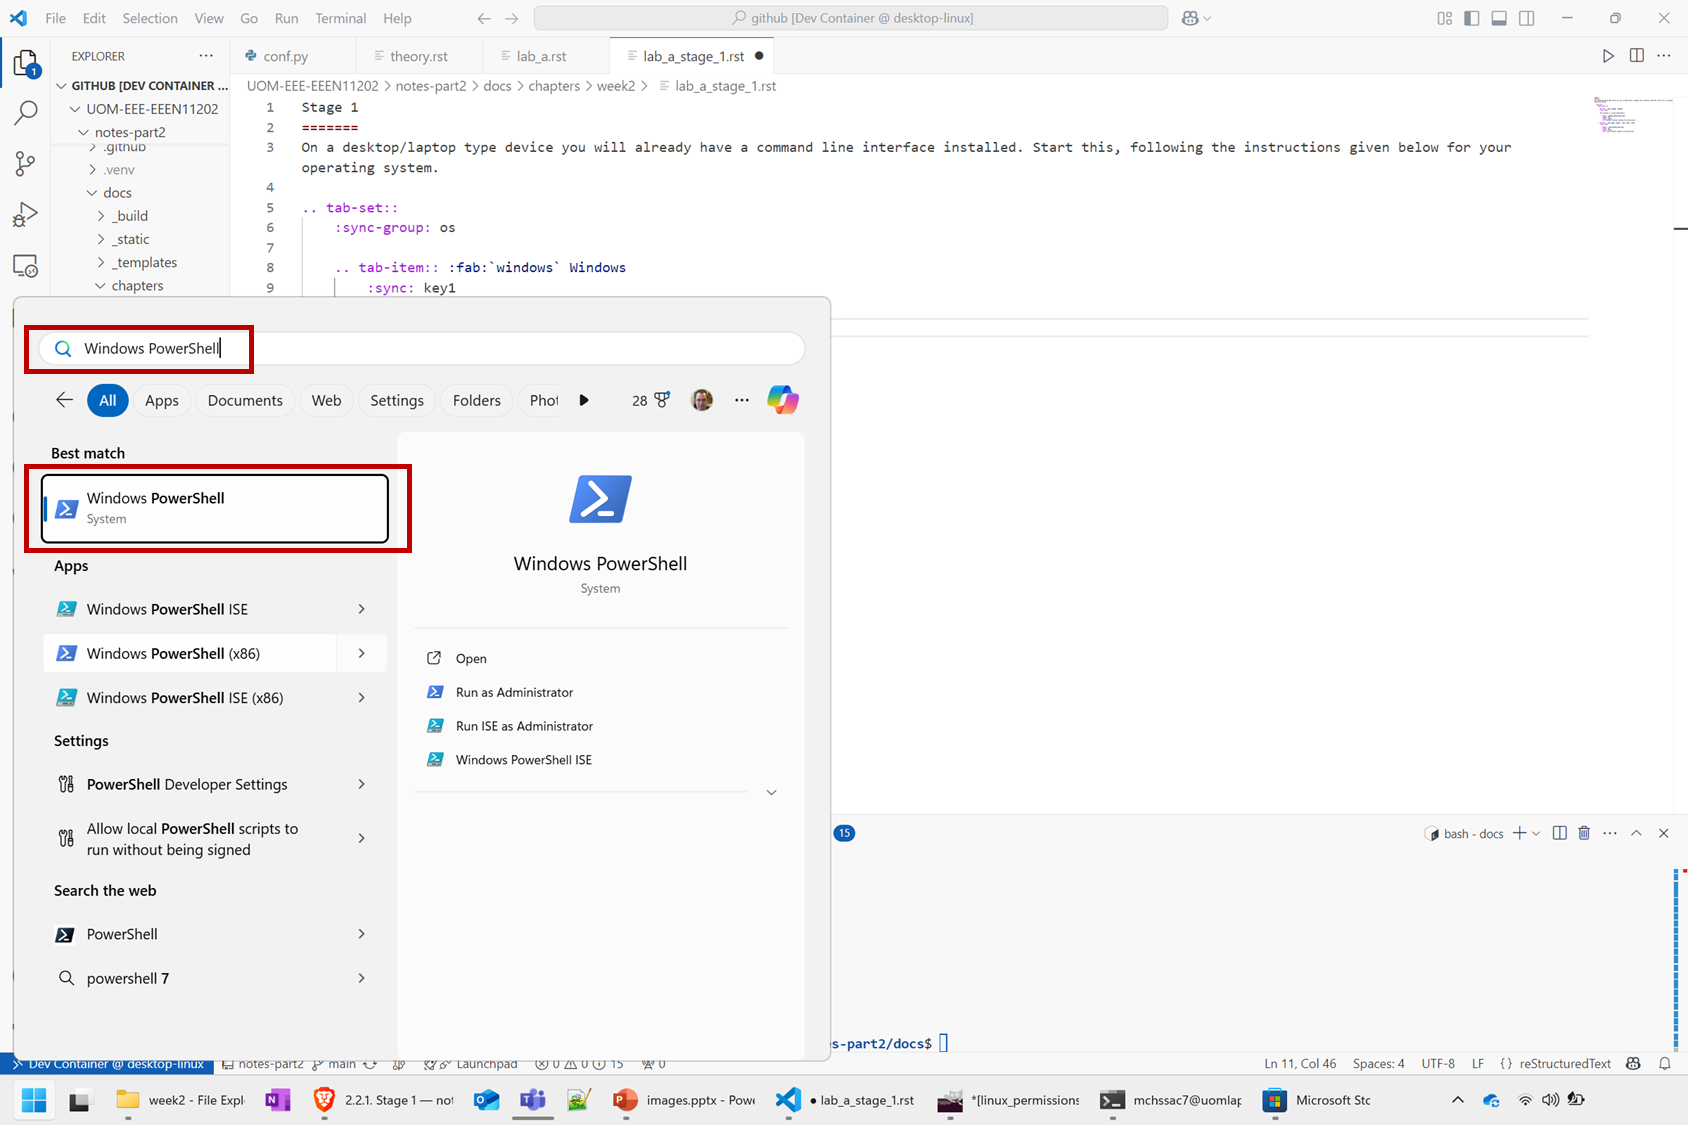 File Edit Selection View Go Run Terminal Help
github [Dev Container @ desktop-linux]
1
EXPLORER
conf.py
theory.rst
lab_a.rst
lab_a_stage_1.rst
GITHUB [DEV CONTAINER ...
UOM-EEE-EEEN11202
notes-part2
.github
.venv
docs
_build
_static
_templates
chapters
UOM-EEE-EEEN11202 > notes-part2 > docs > chapters > week2 > lab_a_stage_1.rst
1 Stage 1
2 =======
3 On a desktop/laptop type device you will already have a command line interface installed. Start this, following the instructions given below for your
operating system.
4
5 .. tab-set::
6 :sync-group: os
7
8 .. tab-item:: :fab:`windows` Windows
9 :sync: key1
Windows PowerShell
All Apps Documents Web Settings Folders Phot
28
Best match
Windows PowerShell
System
Apps
Windows PowerShell ISE
Windows PowerShell (x86)
Windows PowerShell ISE (x86)
Settings
PowerShell Developer Settings
Allow local PowerShell scripts to
run without being signed
Search the web
PowerShell
powershell 7
Windows PowerShell
System
Open
Run as Administrator
Run ISE as Administrator
Windows PowerShell ISE
15
bash - docs
s-part2/docs$
Dev Container @ desktop-linux notes-part2 main Launchpad 0 0 15 0
Ln 11, Col 46 Spaces: 4 UTF-8 LF {} reStructuredText
week2 - File Expl
2.2.1. Stage 1 — not
images.pptx - Powe
lab_a_stage_1.rst
*[linux_permissions
mchssac7@uomlap
Microsoft Stc